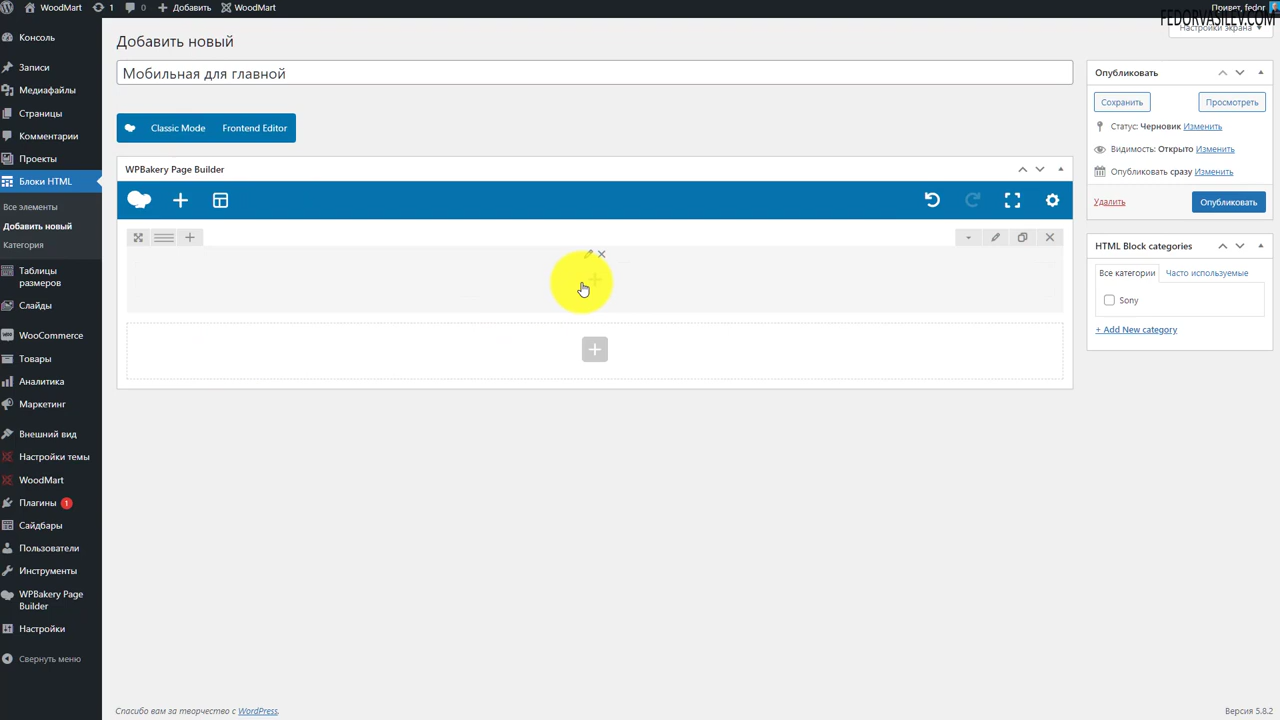 WoodMart
1
0
Добавить
WoodMart
Привет, fedor
FEDORVASILEV.COM
Настройки экрана
Консоль
Записи
Медиафайлы
Страницы
Комментарии
Проекты
Блоки HTML
Все элементы
Добавить новый
Категория
Таблицы
размеров
Слайды
WooCommerce
Товары
Аналитика
Маркетинг
Внешний вид
Настройки темы
WoodMart
Плагины 1
Сайдбары
Пользователи
Инструменты
WPBakery Page
Builder
Настройки
Свернуть меню
Добавить новый
Мобильная для главной
Classic Mode
Frontend Editor
WPBakery Page Builder
Опубликовать
Сохранить
Просмотреть
Статус: Черновик Изменить
Видимость: Открыто Изменить
Опубликовать сразу Изменить
Удалить
Опубликовать
HTML Block categories
Все категории
Часто используемые
Sony
+ Add New category
Спасибо вам за творчество с WordPress.
Версия 5.8.2